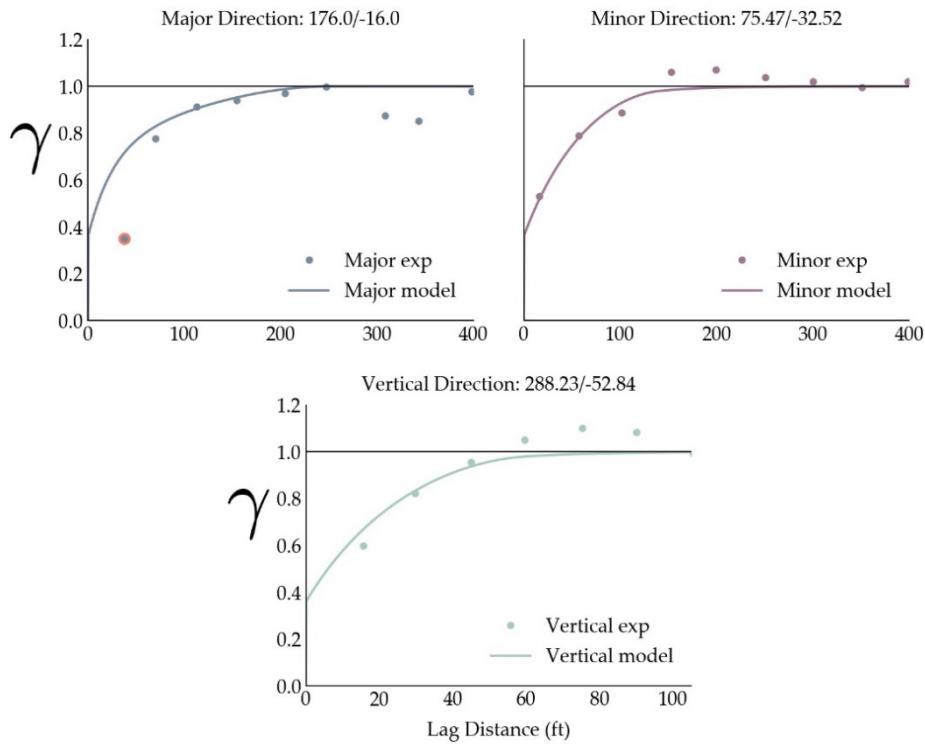 Major Direction: 176.0/-16.0
1.2
1.0
0.8
0.6
0.4
0.2
0.0
γ
Major exp
Major model
0 100 200 300 400
Minor Direction: 75.47/-32.52
Minor exp
Minor model
0 100 200 300 400
Vertical Direction: 288.23/-52.84
1.2
1.0
0.8
0.6
0.4
0.2
0.0
γ
Vertical exp
Vertical model
0 20 40 60 80 100
Lag Distance (ft)